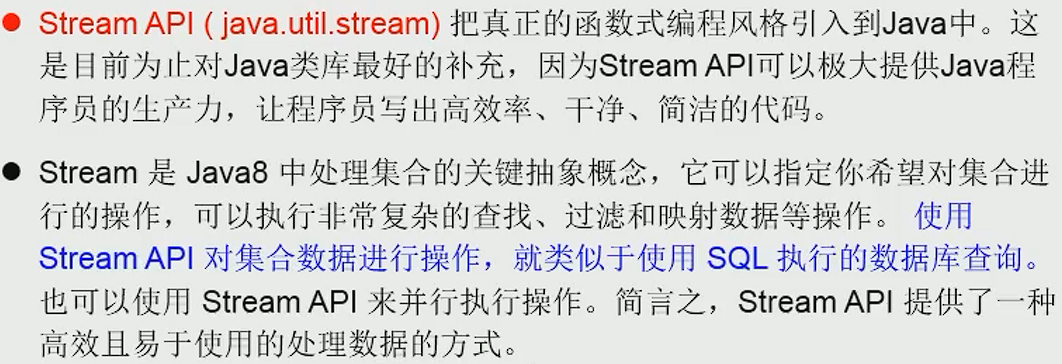 ● Stream API ( java.util.stream) 把真正的函数式编程风格引入到Java中。这
是目前为止对Java类库最好的补充，因为Stream API可以极大提供Java程
序员的生产力，让程序员写出高效率、干净、简洁的代码。
● Stream 是 Java8 中处理集合的关键抽象概念，它可以指定你希望对集合进
行的操作，可以执行非常复杂的查找、过滤和映射数据等操作。 使用
Stream API 对集合数据进行操作，就类似于使用 SQL 执行的数据库查询。
也可以使用 Stream API 来并行执行操作。简言之，Stream API 提供了一种
高效且易于使用的处理数据的方式。